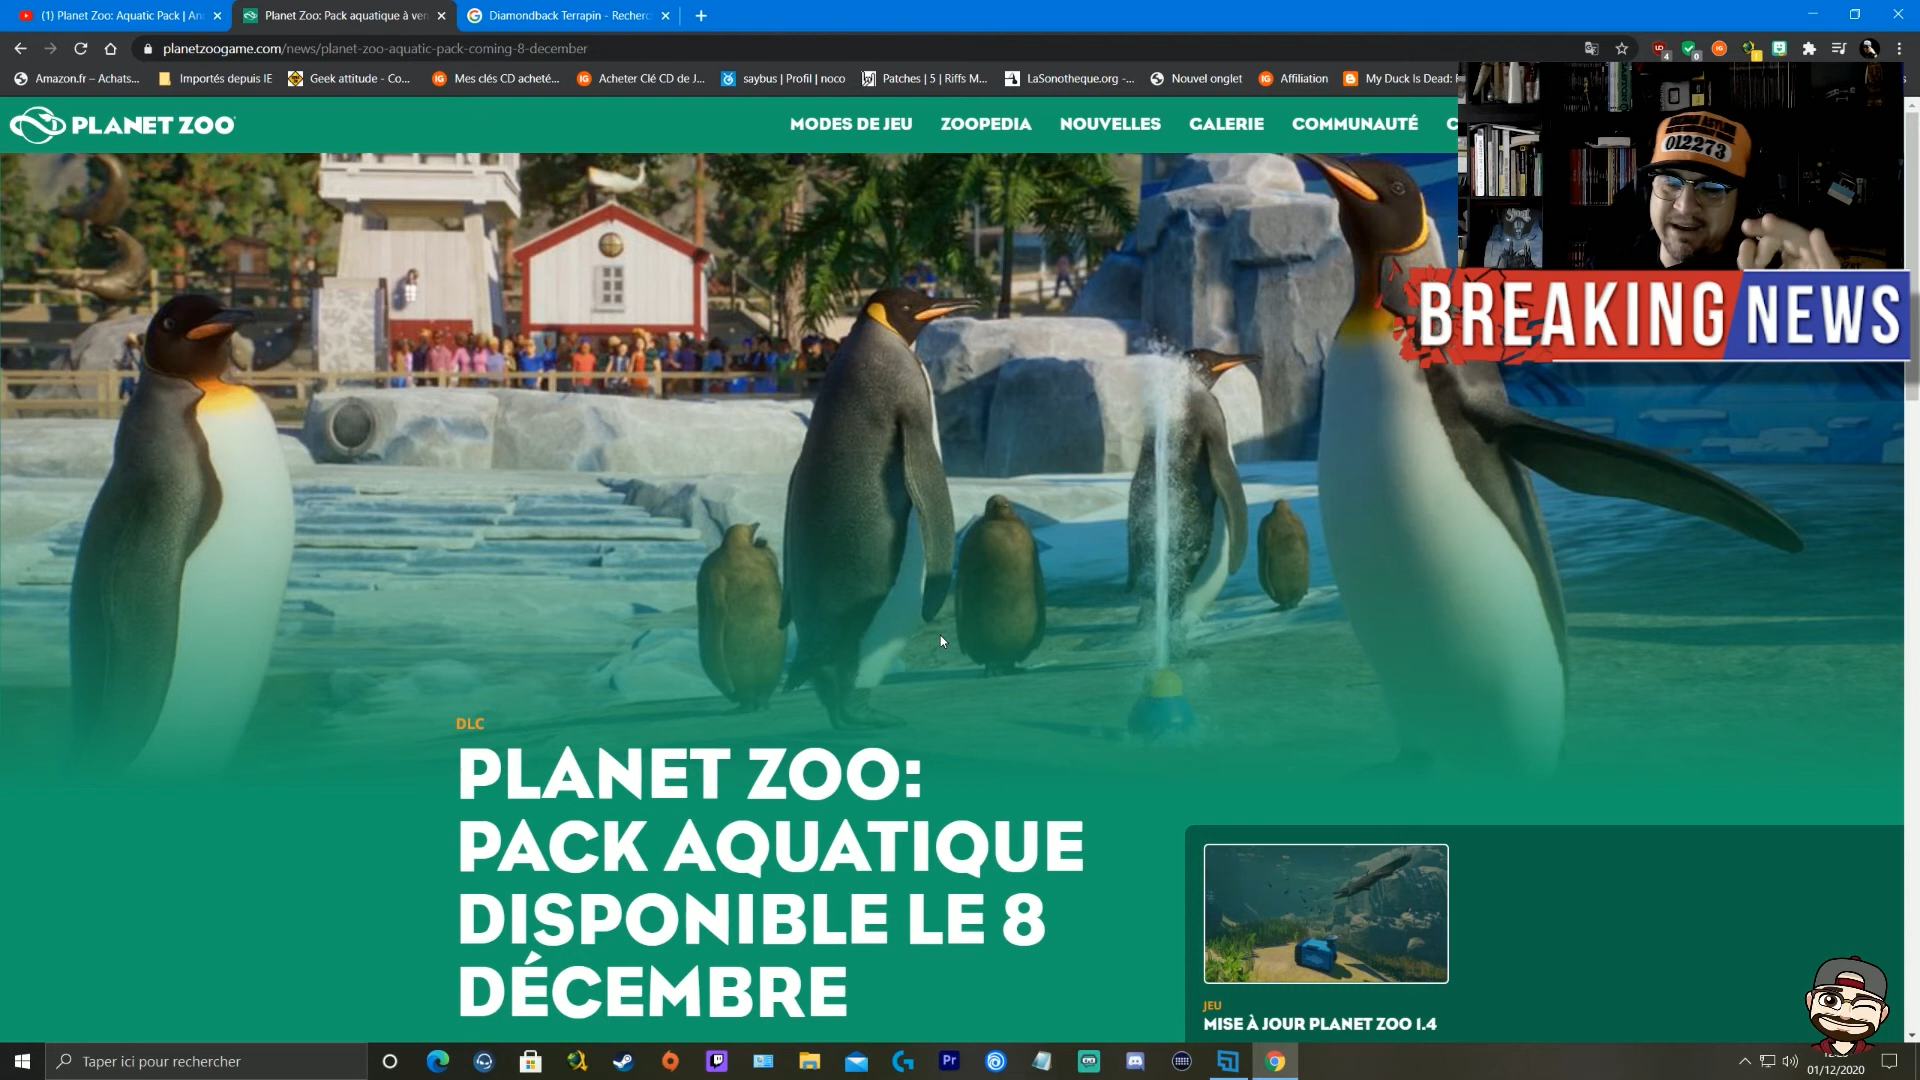 (1) Planet Zoo: Aquatic Pack | An
Planet Zoo: Pack aquatique à ven
Diamondback Terrapin - Recherc
planetzoogame.com/news/planet-zoo-aquatic-pack-coming-8-december
Amazon.fr – Achats...
Importés depuis IE
Geek attitude - Co...
Mes clés CD acheté...
Acheter Clé CD de J...
saybus | Profil | noco
Patches | 5 | Riffs M...
LaSonotheque.org -...
Nouvel onglet
Affiliation
My Duck Is Dead:
PLANET ZOO
MODES DE JEU
ZOOPEDIA
NOUVELLES
GALERIE
COMMUNAUTÉ
C
012273
BREAKING NEWS
DLC
PLANET ZOO:
PACK AQUATIQUE
DISPONIBLE LE 8
DÉCEMBRE
JEU
MISE À JOUR PLANET ZOO 1.4
Taper ici pour rechercher
Pr
01/12/2020